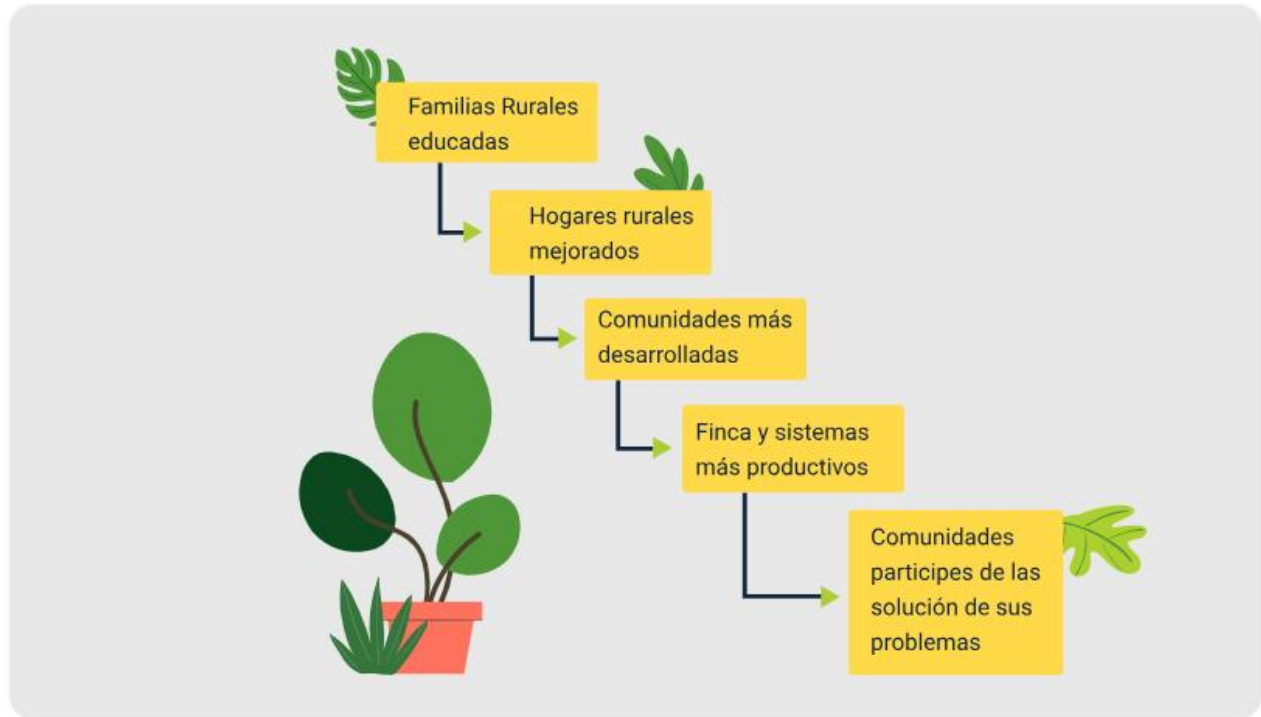 Familias Rurales
educadas
Hogares rurales
mejorados
Comunidades más
desarrolladas
Finca y sistemas
más productivos
Comunidades
participes de las
solución de sus
problemas